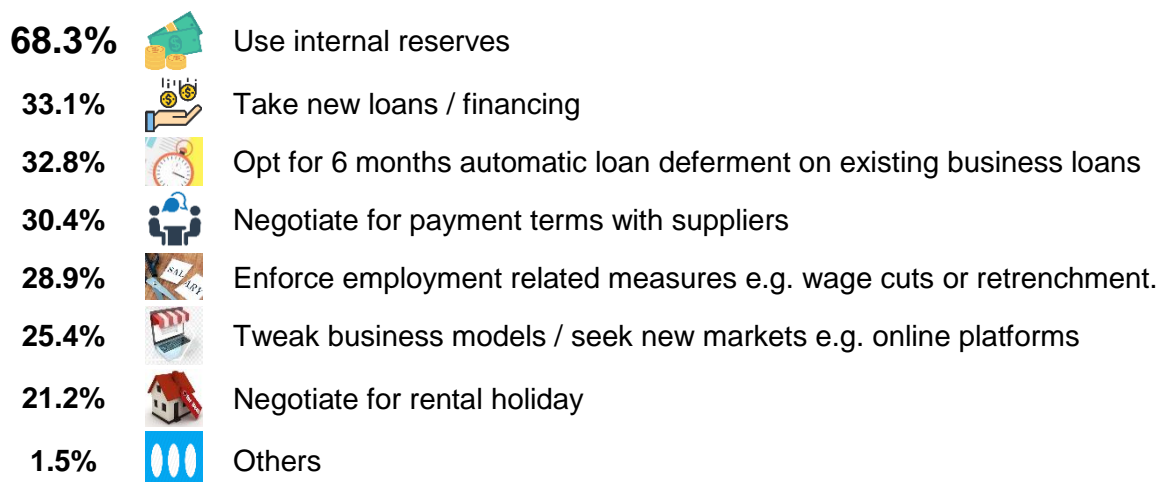 68.3% Use internal reserves
33.1% Take new loans / financing
32.8% Opt for 6 months automatic loan deferment on existing business loans
30.4% Negotiate for payment terms with suppliers
SAL
ARY
28.9% Enforce employment related measures e.g. wage cuts or retrenchment.
25.4% Tweak business models / seek new markets e.g. online platforms
21.2% Negotiate for rental holiday
1.5% Others